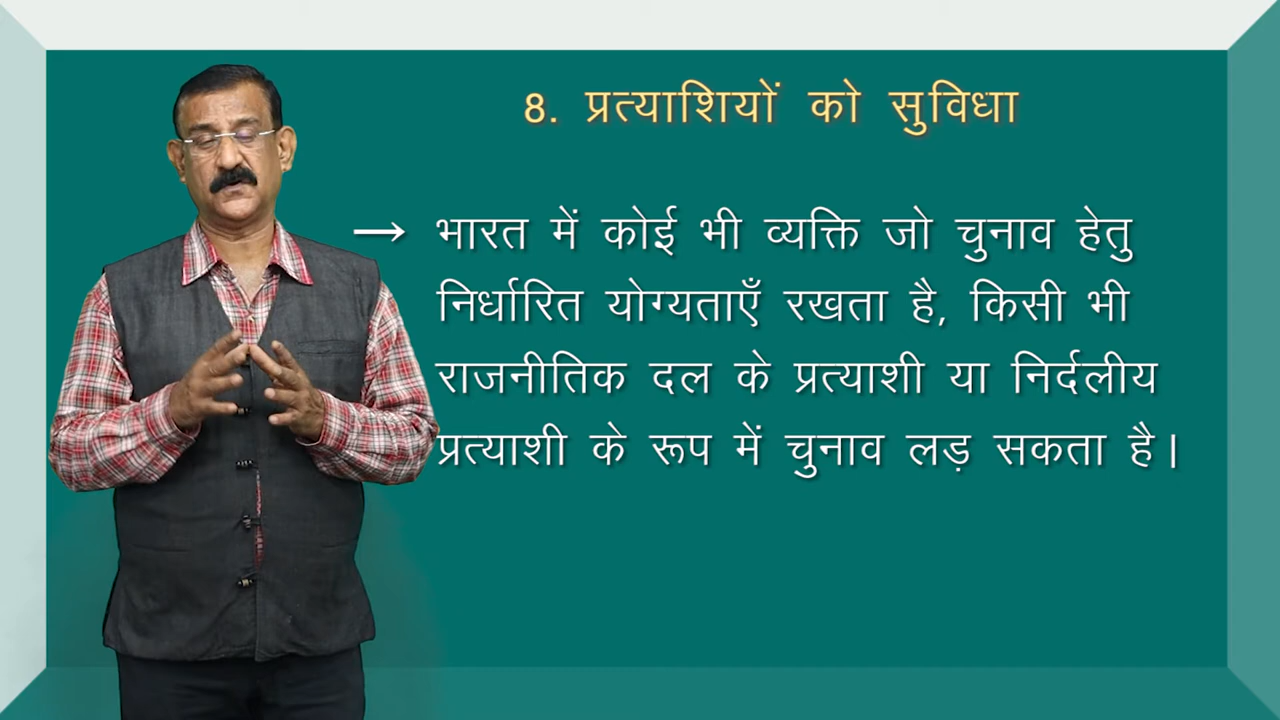 8. प्रत्याशियों को सुविधा
→ भारत में कोई भी व्यक्ति जो चुनाव हेतु
निर्धारित योग्यताएँ रखता है, किसी भी
राजनीतिक दल के प्रत्याशी या निर्दलीय
प्रत्याशी के रूप में चुनाव लड़ सकता है।